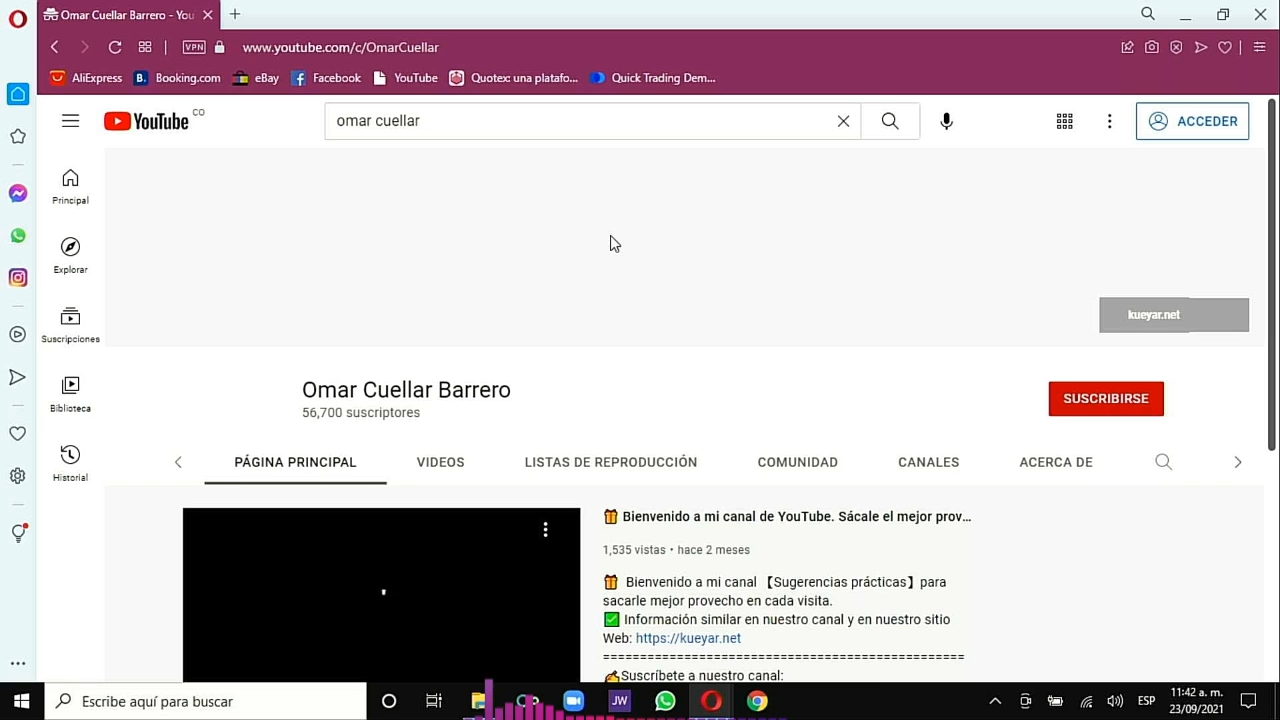 Omar Cuellar Barrero - You
VPN
www.youtube.com/c/OmarCuellar
AliExpress
B. Booking.com
eBay
Facebook
YouTube
Quotex: una platafo...
Quick Trading Dem...
YouTube CO
omar cuellar
ACCEDER
Principal
Explorar
Suscripciones
Biblioteca
Historial
kueyar.net
Omar Cuellar Barrero
56,700 suscriptores
SUSCRIBIRSE
PÁGINA PRINCIPAL
VIDEOS
LISTAS DE REPRODUCCIÓN
COMUNIDAD
CANALES
ACERCA DE
🎁 Bienvenido a mi canal de YouTube. Sácale el mejor prov...
1,535 vistas • hace 2 meses
🎁 Bienvenido a mi canal 【Sugerencias prácticas】para
sacarle mejor provecho en cada visita.
✅ Información similar en nuestro canal y en nuestro sitio
Web: https://kueyar.net
===============================================
✍Suscríbete a nuestro canal:
Escribe aquí para buscar
JW
ESP
11:42 a. m.
23/09/2021